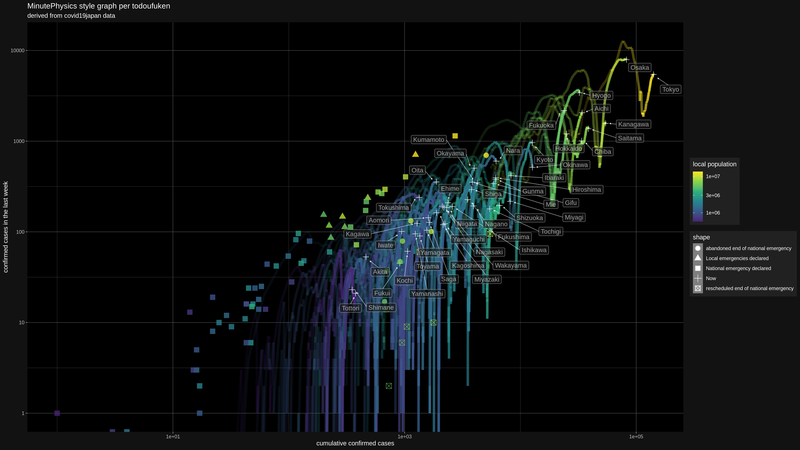 MinutePhysics style graph per todoufuken
derived from covid19japan data
confirmed cases in the last week
10000
1000
100
10
1
1e+01
1e+03
1e+05
cumulative confirmed cases
Osaka
Tokyo
Hyogo
Aichi
Fukuoka
Kanagawa
Saitama
Kumamoto
Okayama
Nara
Hokkaido
Chiba
Kyoto
Okinawa
Oita
Ibaraki
Ehime
Shiga
Gunma
Hiroshima
Mie
Gifu
Tokushima
Aomori
Shizuoka
Miyagi
Niigata
Nagano
Kagawa
Tochigi
Fukushima
Iwate
Yamaguchi
Yamagata
Nagasaki
Ishikawa
Akita
Toyama
Kagoshima
Wakayama
Kochi
Saga
Miyazaki
Fukui
Yamanashi
Tottori
Shimane
local population
1e+07
3e+06
1e+06
shape
abandoned end of national emergency
Local emergencies declared
National emergency declared
Now
rescheduled end of national emergency